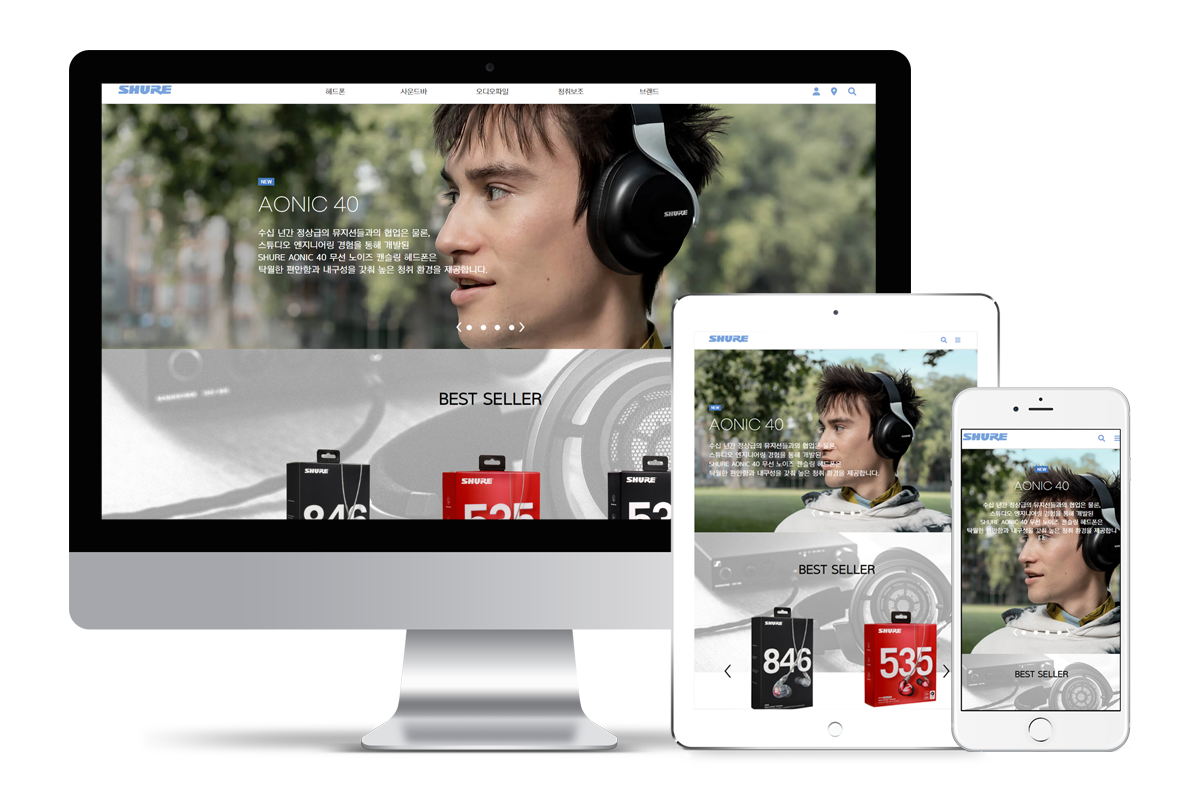 SHURE
헤드폰
사운드바
오디오파일
청취보조
브랜드
NEW
AONIC 40
수십 년간 정상급의 뮤지션들과의 협업은 물론,
스튜디오 엔지니어링 경험을 통해 개발된
SHURE AONIC 40 무선 노이즈 캔슬링 헤드폰은
탁월한 편안함과 내구성을 갖춰 높은 청취 환경을 제공합니다.
SHURE
BEST SELLER
SHURE
846
SHURE
535
SHURE
53
SHURE
NEW
AONIC 40
수십 년간 정상급의 뮤지션들과의 협업은 물론,
스튜디오 엔지니어링 경험을 통해 개발된
SHURE AONIC 40 무선 노이즈 캔슬링 헤드폰은
탁월한 편안함과 내구성을 갖춰 높은 청취 환경을 제공합니다.
BEST SELLER
SHURE
846
SHURE
535
SHURE
NEW
AONIC 40
수십 년간 정상급의 뮤지션들과의 협업은 물론,
스튜디오 엔지니어링 경험을 통해 개발된
SHURE AONIC 40 무선 노이즈 캔슬링 헤드폰은
탁월한 편안함과 내구성을 갖춰 높은 청취 환경을 제공합니
BEST SELLER